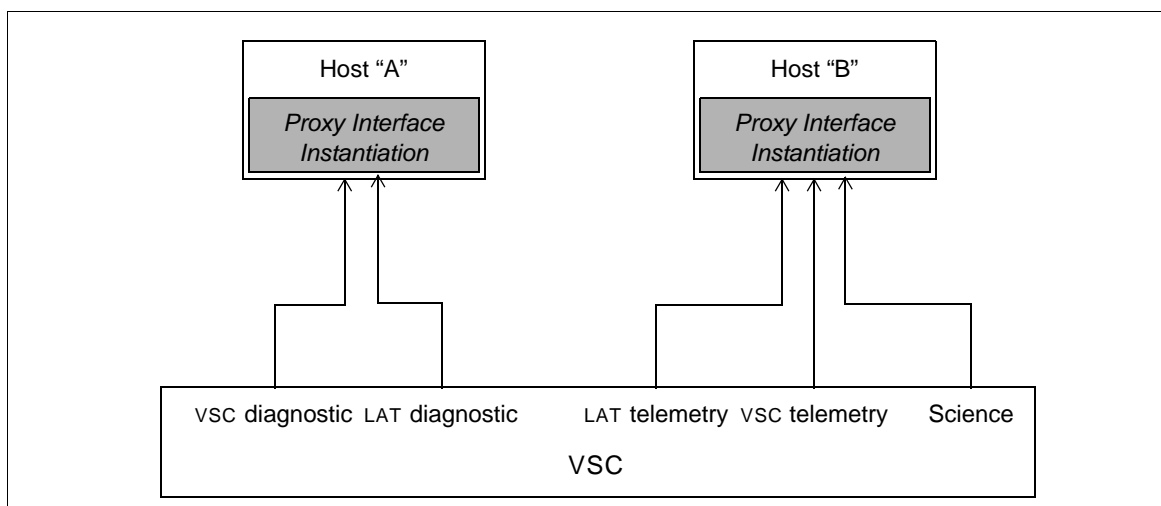 Host “A”
Proxy Interface
Instantiation
Host “B”
Proxy Interface
Instantiation
VSC diagnostic LAT diagnostic LAT telemetry VSC telemetry Science
VSC